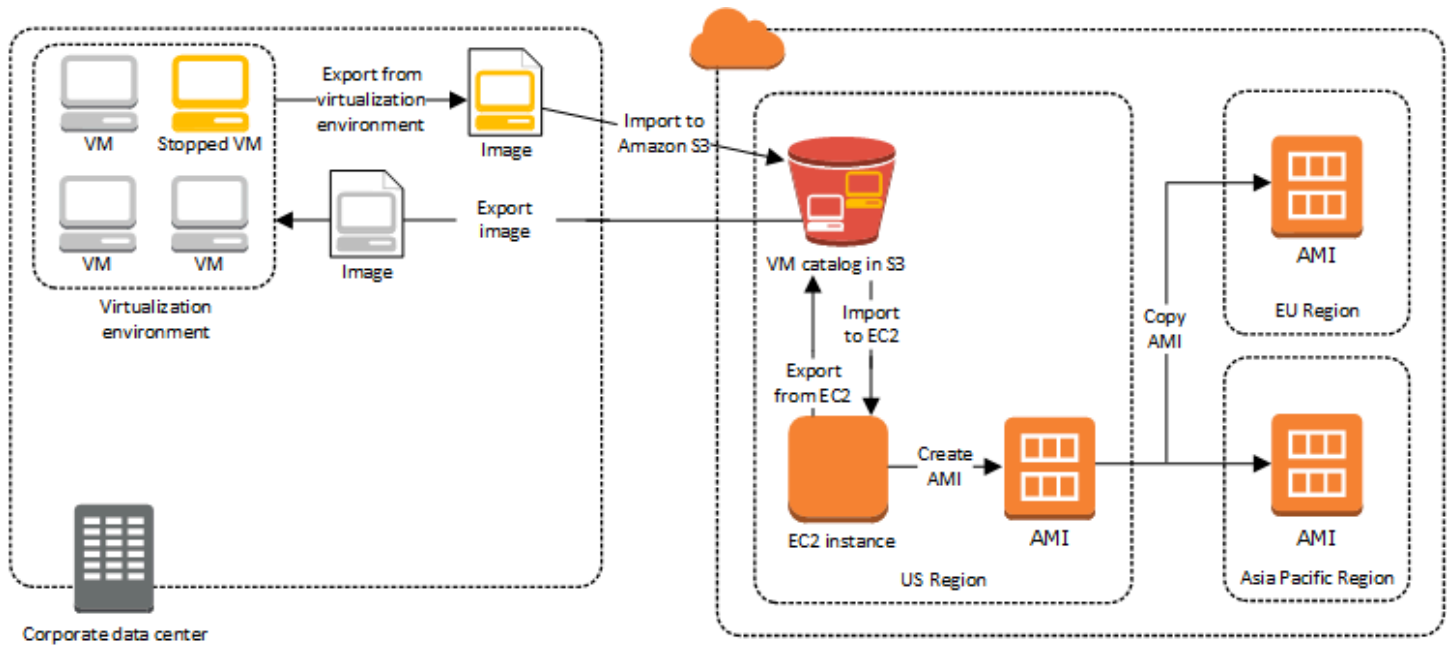 VM
Stopped VM
VM
VM
Virtualization
environment
Export from
virtualization
environment
Image
Image
Export
image
Corporate data center
Import to
Amazon S3
VM catalog in S3
Import
to EC2
Export
from EC2
EC2 instance
Create
AMI
AMI
US Region
Copy
AMI
AMI
EU Region
AMI
Asia Pacific Region